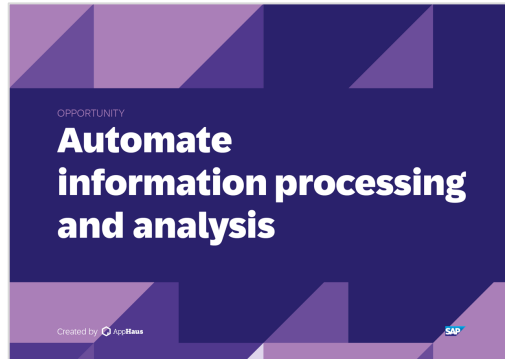 OPPORTUNITY
Automate
information processing
and analysis
Created by AppHaus
SAP